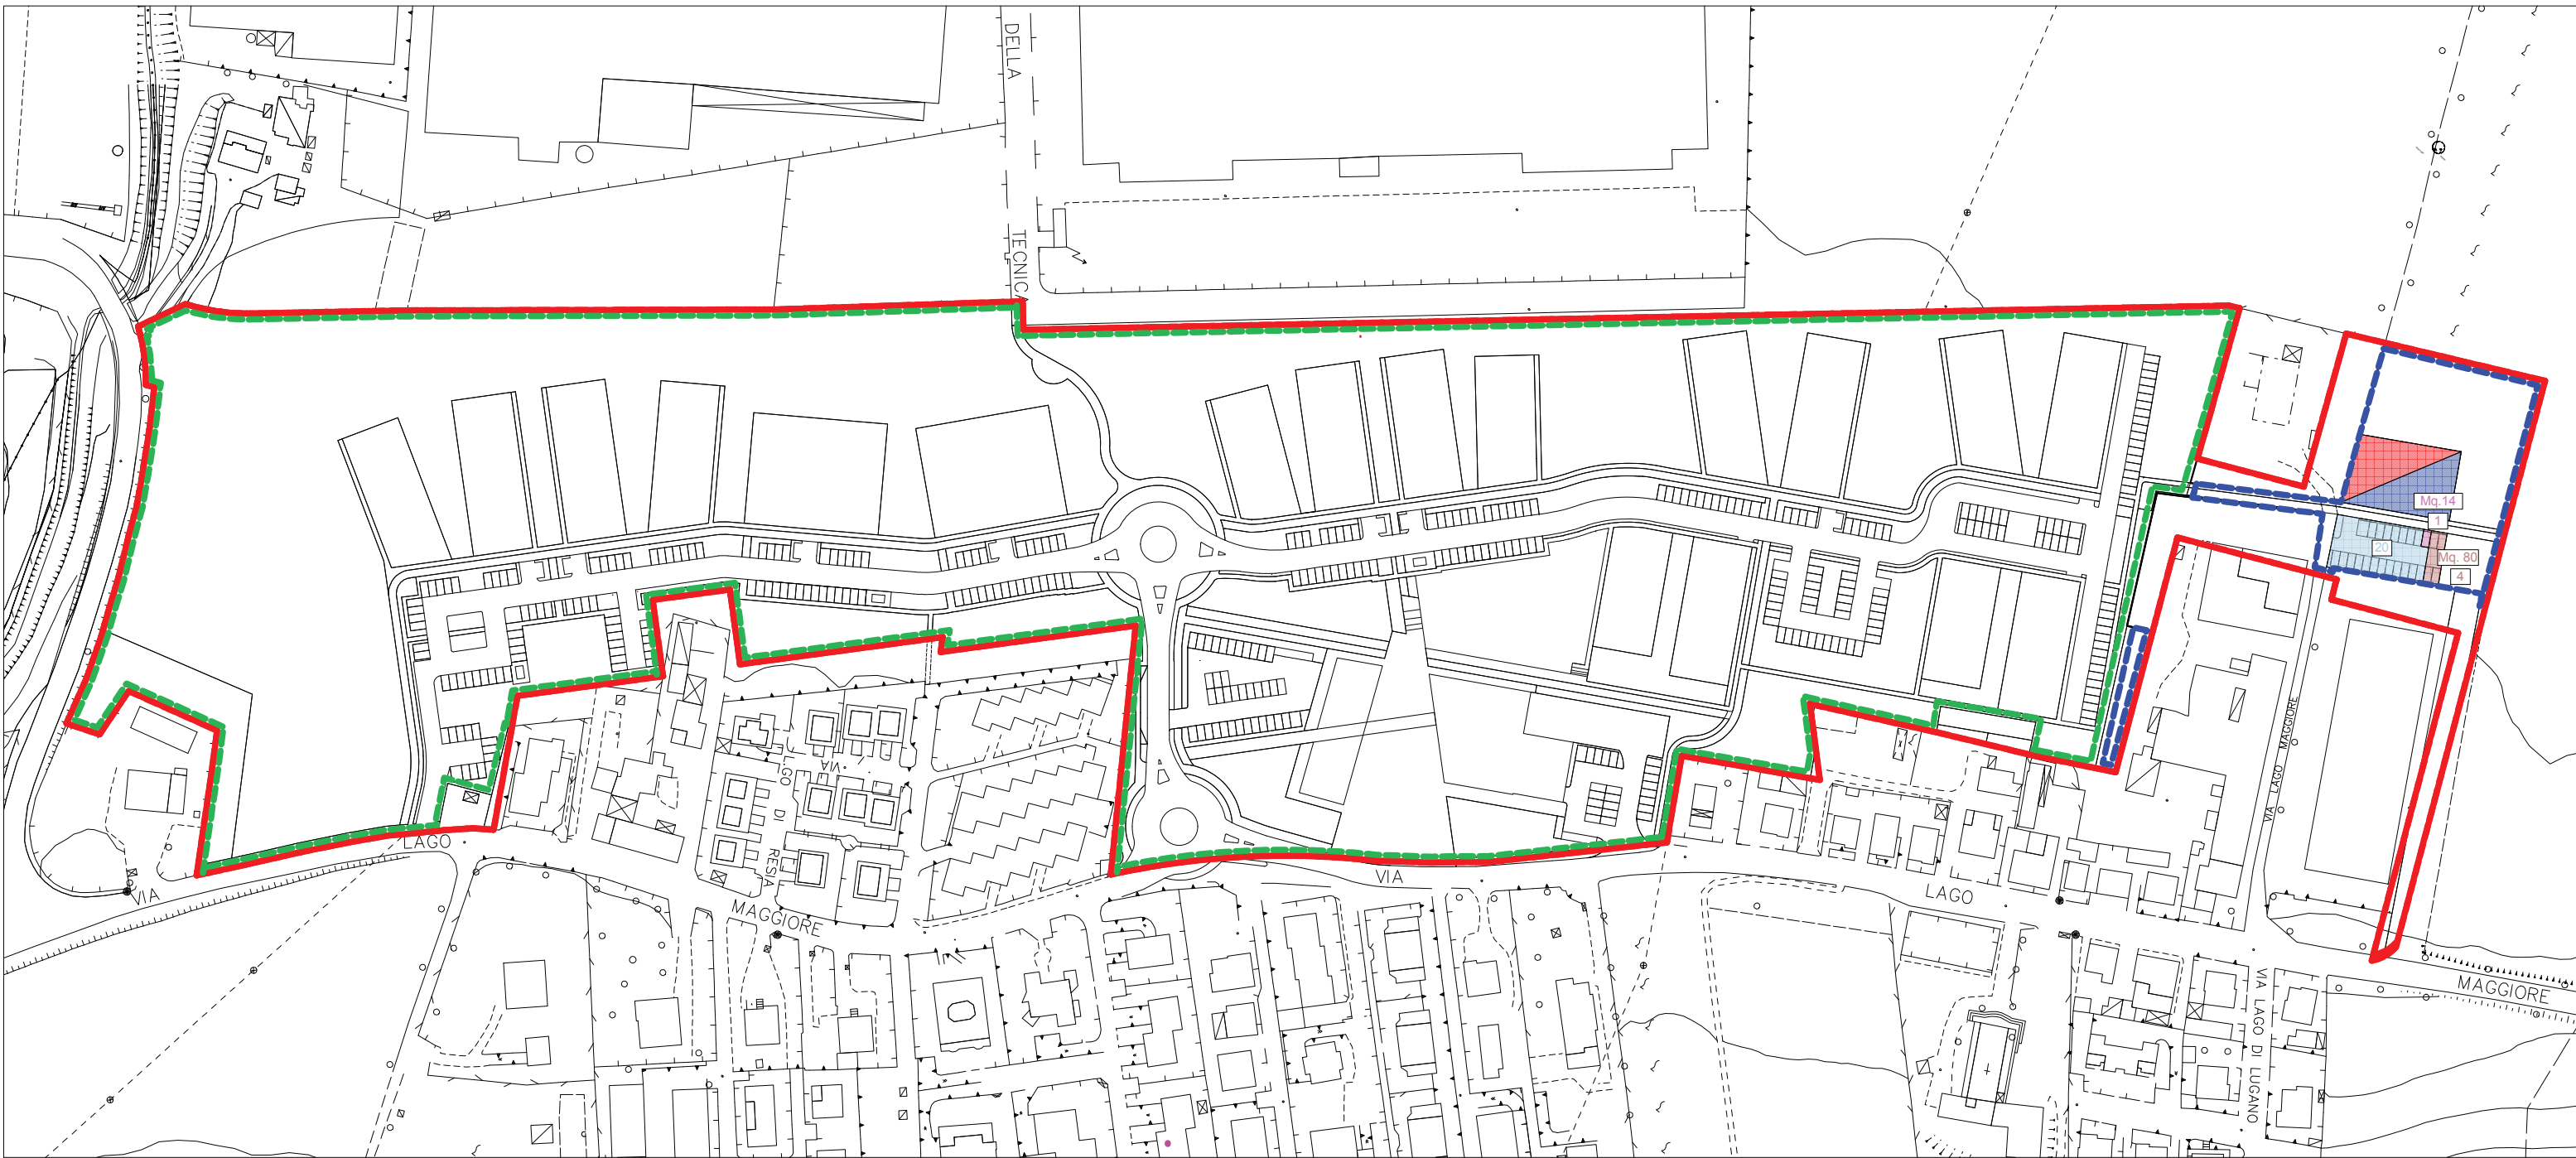 DELLA
TECNICA
Mq.14
1
20
Mq. 80
4
VIA LAGO MAGGIORE
LAGO
VIA
VIA
LAGO DI RESIA
MAGGIORE
VIA
LAGO
MAGGIORE
VIA LAGO DI LUGANO